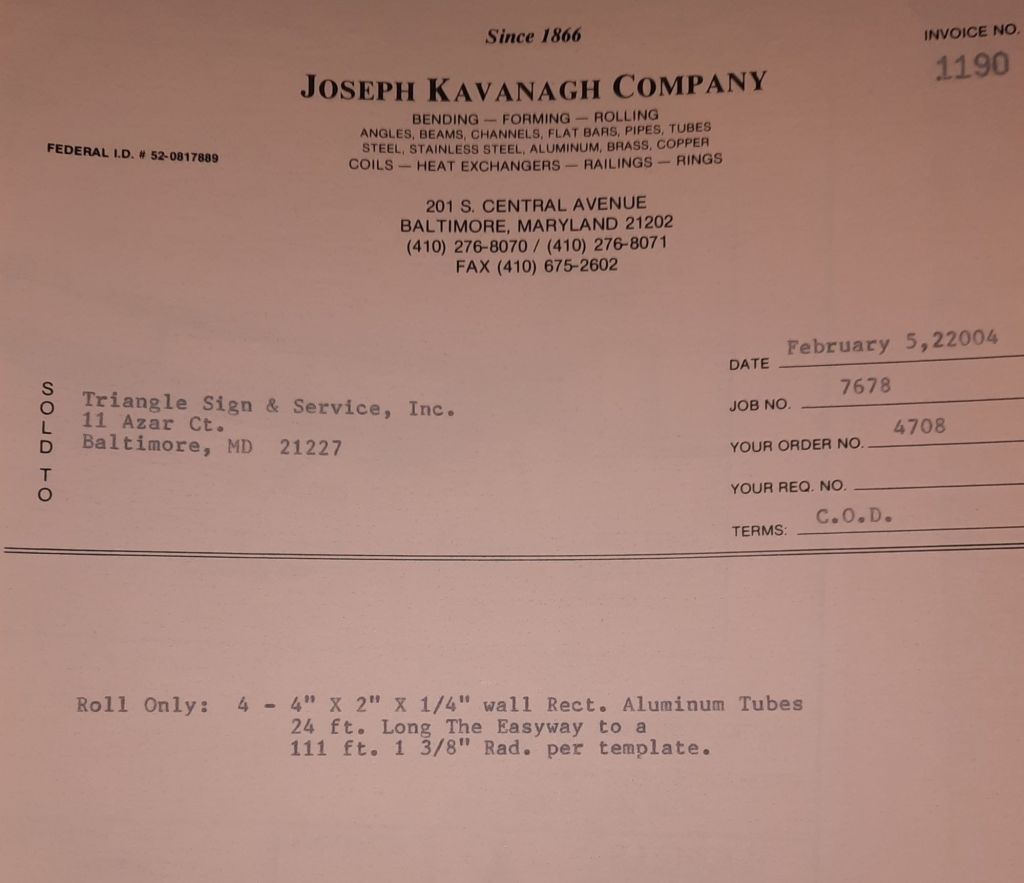 Since 1866
INVOICE NO.
1190
JOSEPH KAVANAGH COMPANY
BENDING — FORMING — ROLLING
ANGLES, BEAMS, CHANNELS, FLAT BARS, PIPES, TUBES
STEEL, STAINLESS STEEL, ALUMINUM, BRASS, COPPER
COILS — HEAT EXCHANGERS — RAILINGS — RINGS
FEDERAL I.D. # 52-0817889
201 S. CENTRAL AVENUE
BALTIMORE, MARYLAND 21202
(410) 276-8070 / (410) 276-8071
FAX (410) 675-2602
DATE February 5,22004
JOB NO. 7678
YOUR ORDER NO. 4708
YOUR REQ. NO.
TERMS: C.O.D.
SOLD TO
Triangle Sign & Service, Inc.
11 Azar Ct.
Baltimore, MD 21227
Roll Only: 4 - 4" X 2" X 1/4" wall Rect. Aluminum Tubes
24 ft. Long The Easyway to a
111 ft. 1 3/8" Rad. per template.